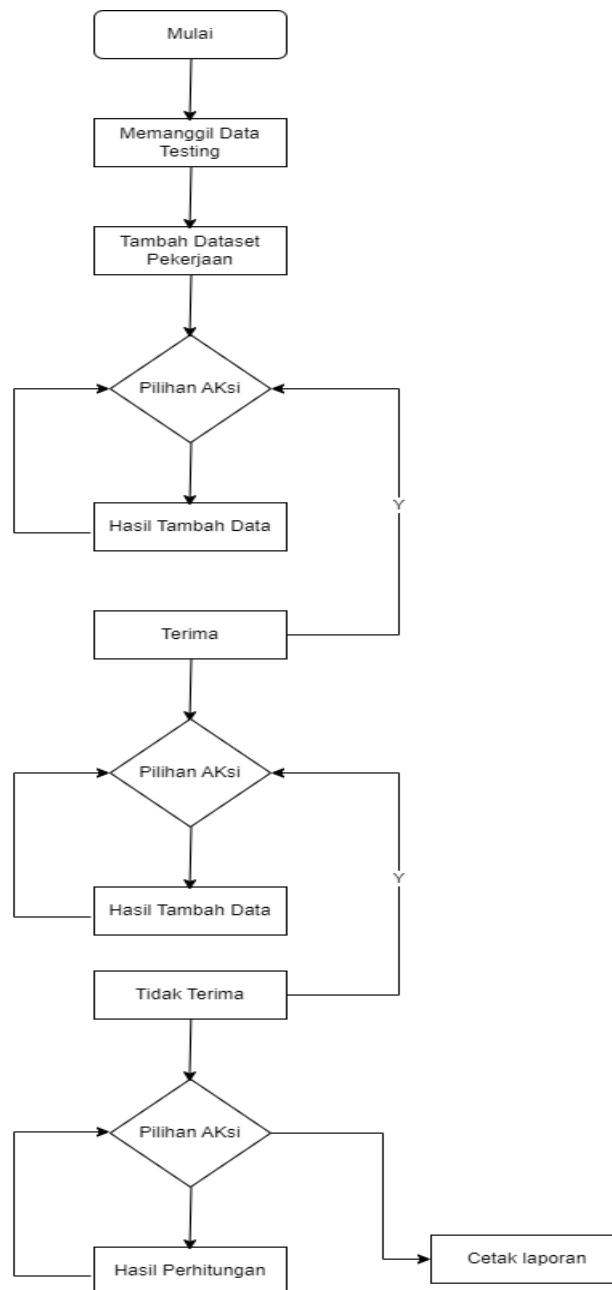 Mulai
Memanggil Data
Testing
Tambah Dataset
Pekerjaan
Pilihan AKsi
Hasil Tambah Data
Y
Terima
Pilihan AKsi
Hasil Tambah Data
Y
Tidak Terima
Pilihan AKsi
Hasil Perhitungan
Cetak laporan